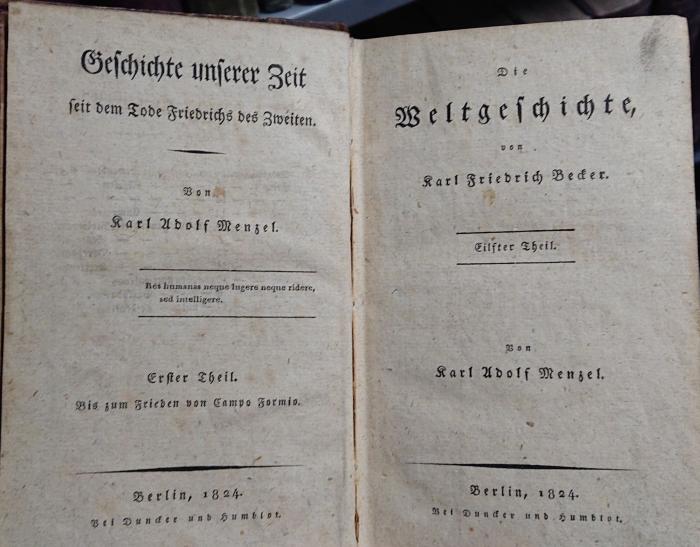 Geſchichte unſerer Zeit
ſeit dem Tode Friedrichs des Zweiten.
Von
Karl Adolf Menzel.
Res humanas neque lugere neque ridere,
sed intelligere.
Erſter Theil.
Bis zum Frieden von Campo Formio.
Berlin, 1824.
Bei Duncker und Humblot.
Die
Weltgeſchichte,
von
Karl Friedrich Becker.
Eilfter Theil.
Von
Karl Adolf Menzel.
Berlin, 1824.
Bei Duncker und Humblot.